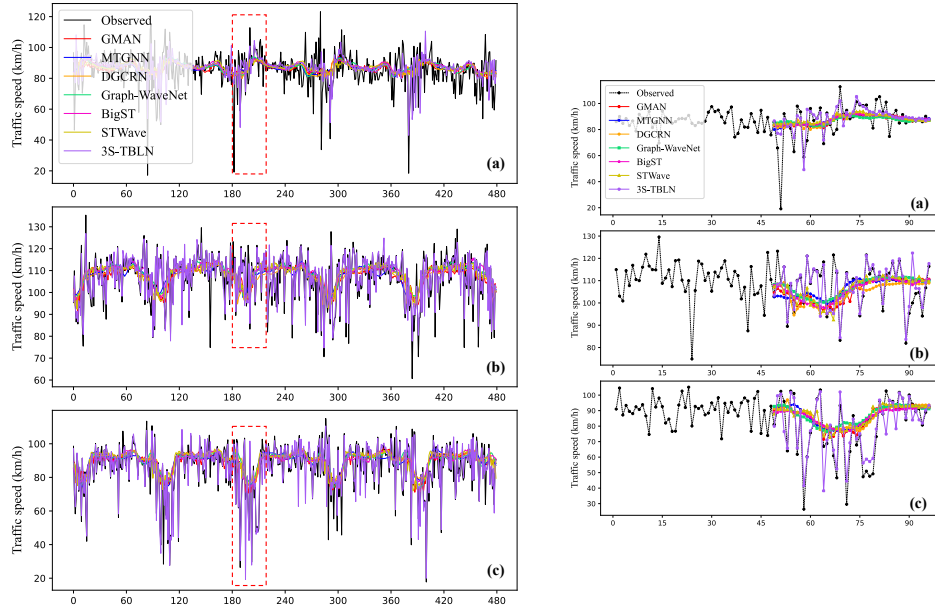 120
100
80
60
40
20
Traffic speed (km/h)
Observed
GMAN
MTGNN
DGCRN
Graph-WaveNet
BigST
STWave
3S-TBLN
(a)
0 60 120 180 240 300 360 420 480
130
120
110
100
90
80
70
60
Traffic speed (km/h)
(b)
0 60 120 180 240 300 360 420 480
100
80
60
40
20
Traffic speed (km/h)
(c)
0 60 120 180 240 300 360 420 480
100
80
60
40
20
Traffic speed (km/h)
Observed
GMAN
MTGNN
DGCRN
Graph-WaveNet
BigST
STWave
3S-TBLN
(a)
0 15 30 45 60 75 90
130
120
110
100
90
80
Traffic speed (km/h)
(b)
0 15 30 45 60 75 90
100
90
80
70
60
50
40
30
Traffic speed (km/h)
(c)
0 15 30 45 60 75 90